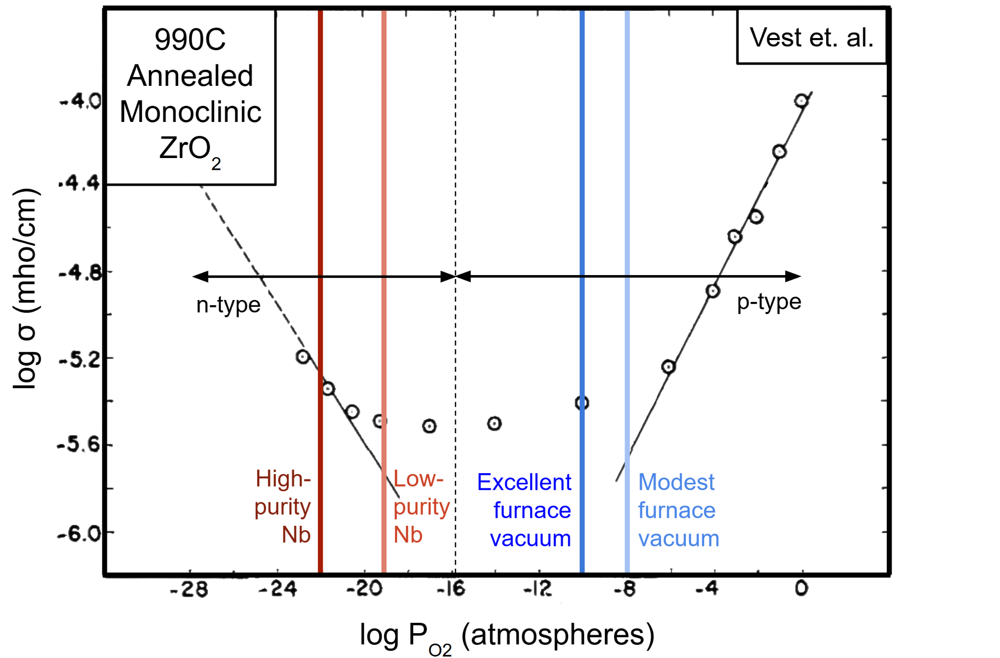 990C
Annealed
Monoclinic
ZrO2
Vest et. al.
log σ (mho/cm)
-4.0
-4.4
-4.8
-5.2
-5.6
-6.0
n-type
p-type
High-
purity
Nb
Low-
purity
Nb
Excellent
furnace
vacuum
Modest
furnace
vacuum
-28 -24 -20 -16 -12 -8 -4 0
log PO2 (atmospheres)